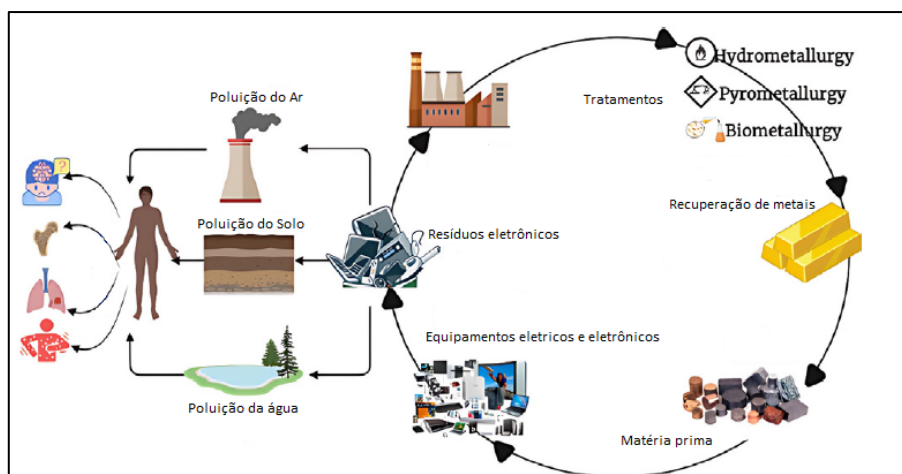 Hydrometallurgy
Poluição do Ar
Tratamentos
Pyrometallurgy
Biometallurgy
?
Recuperação de metais
Poluição do Solo
Resíduos eletrônicos
Equipamentos eletricos e eletrônicos
Poluição da água
Matéria prima